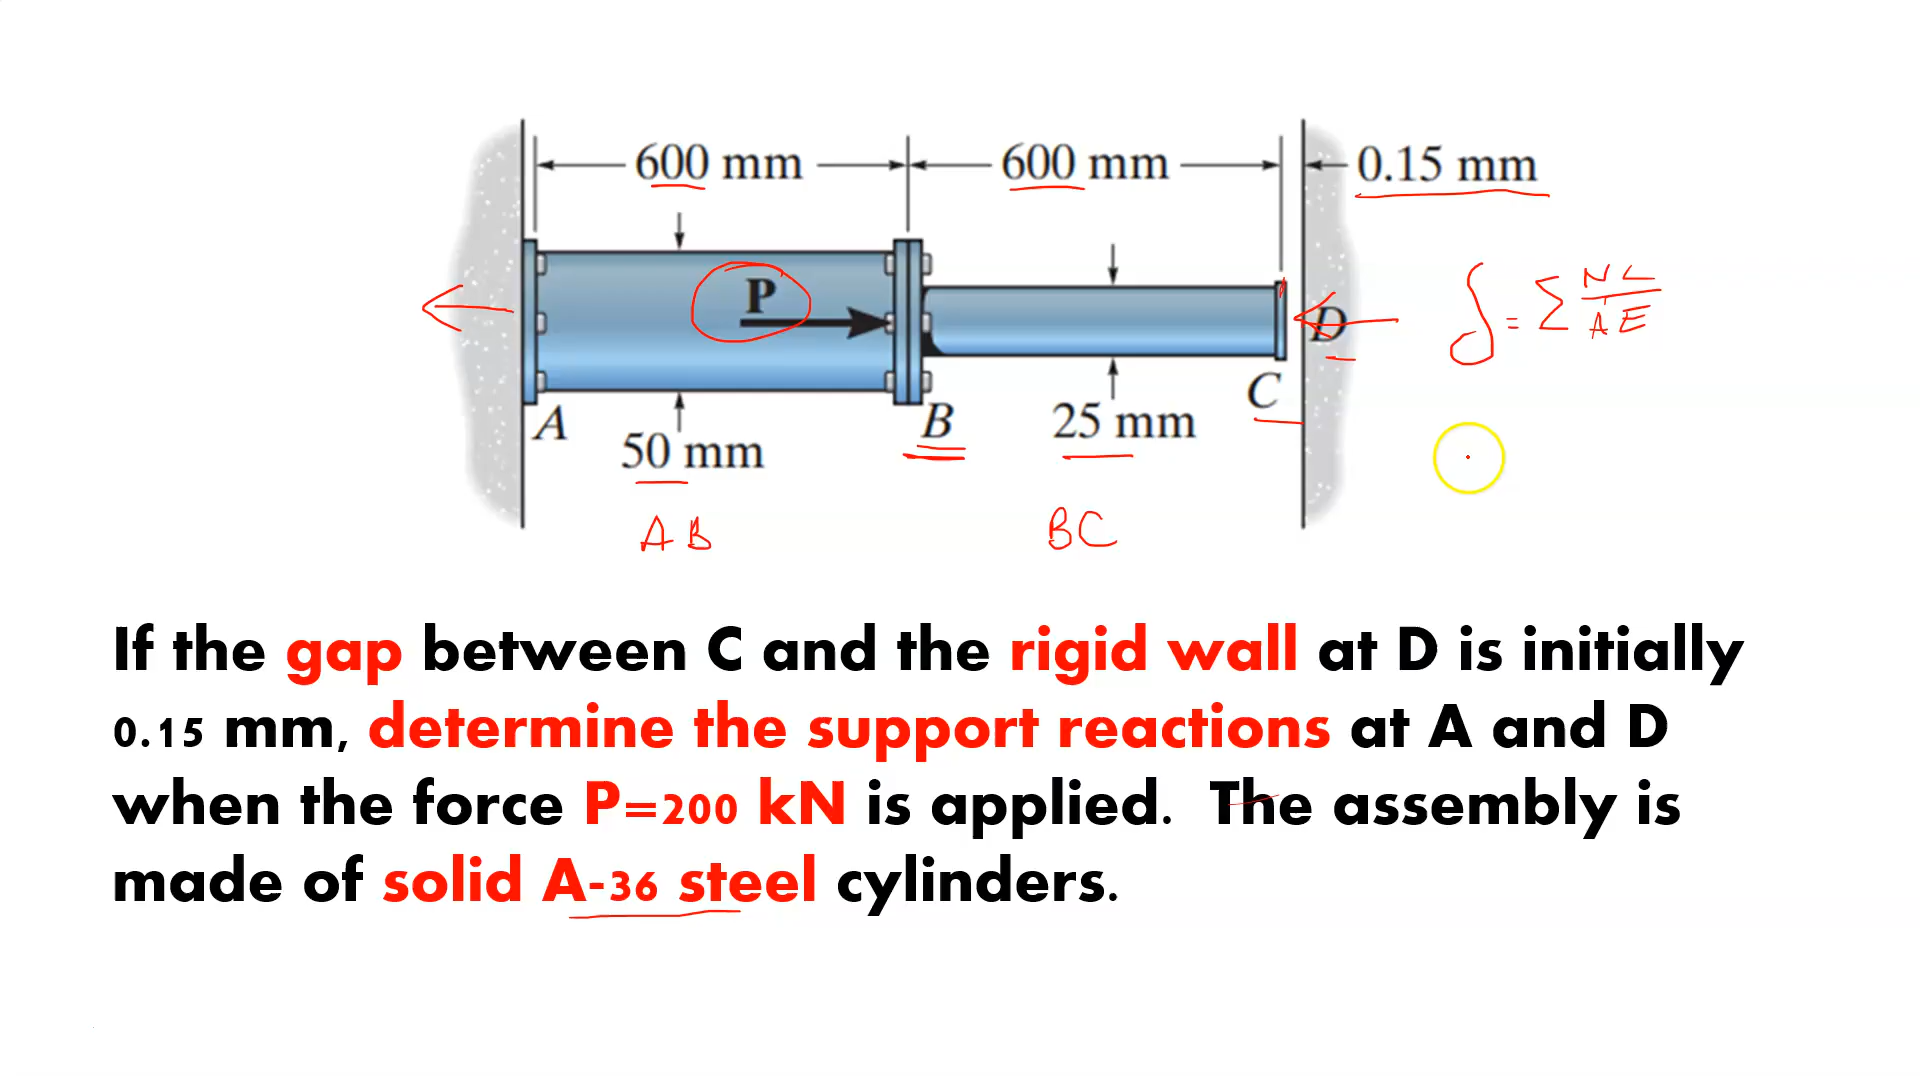 600 mm 600 mm 0.15 mm
P
D
δ = Σ NL/AE
A
B
C
50 mm
25 mm
AB
BC
If the gap between C and the rigid wall at D is initially
0.15 mm, determine the support reactions at A and D
when the force P=200 kN is applied. The assembly is
made of solid A-36 steel cylinders.